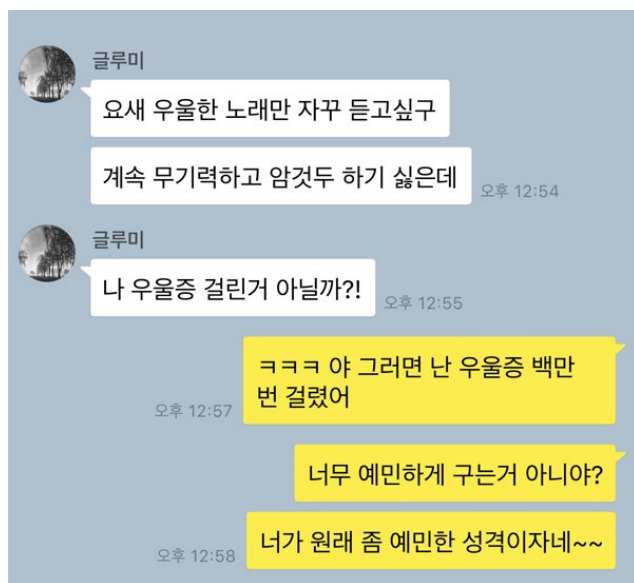 글루미
요새 우울한 노래만 자꾸 듣고싶구
계속 무기력하고 암것두 하기 싫은데
오후 12:54
글루미
나 우울증 걸린거 아닐까?!
오후 12:55
ㅋㅋㅋ 야 그러면 난 우울증 백만
번 걸렸어
오후 12:57
너무 예민하게 구는거 아니야?
너가 원래 좀 예민한 성격이자네~~
오후 12:58